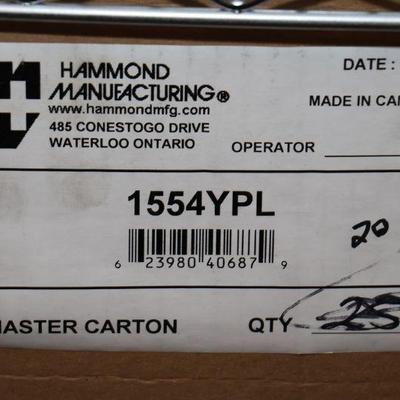 HAMMOND
MANUFACTURING®
www.hammondmfg.com
485 CONESTOGO DRIVE
WATERLOO ONTARIO
DATE :
MADE IN CAN
OPERATOR
1554YPL
6 23980 40687 9
20
MASTER CARTON
QTY